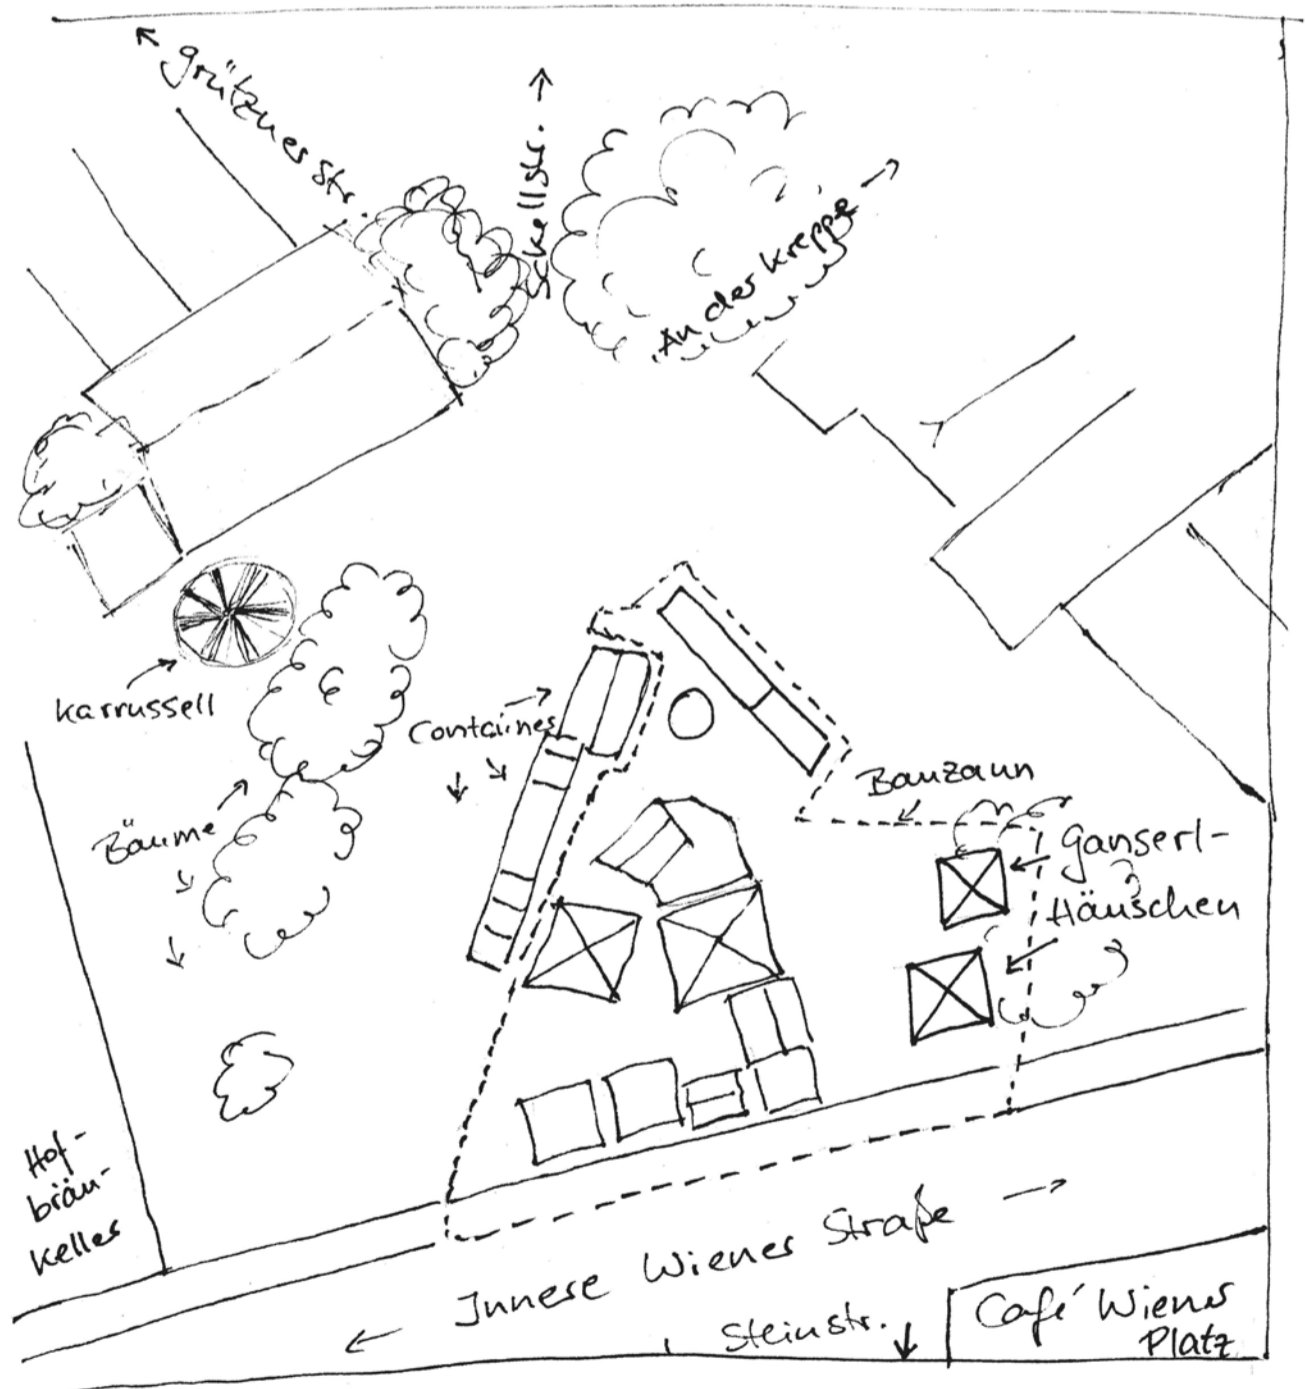 Grütznerstr.
Sckellstr.
An der Kreppe
Karrussell
Container
Bäume
Bauzaun
Ganserl-
Häuschen
Hof-
bräu-
keller
Innere Wiener Straße
Steinstr.
Café Wiener
Platz